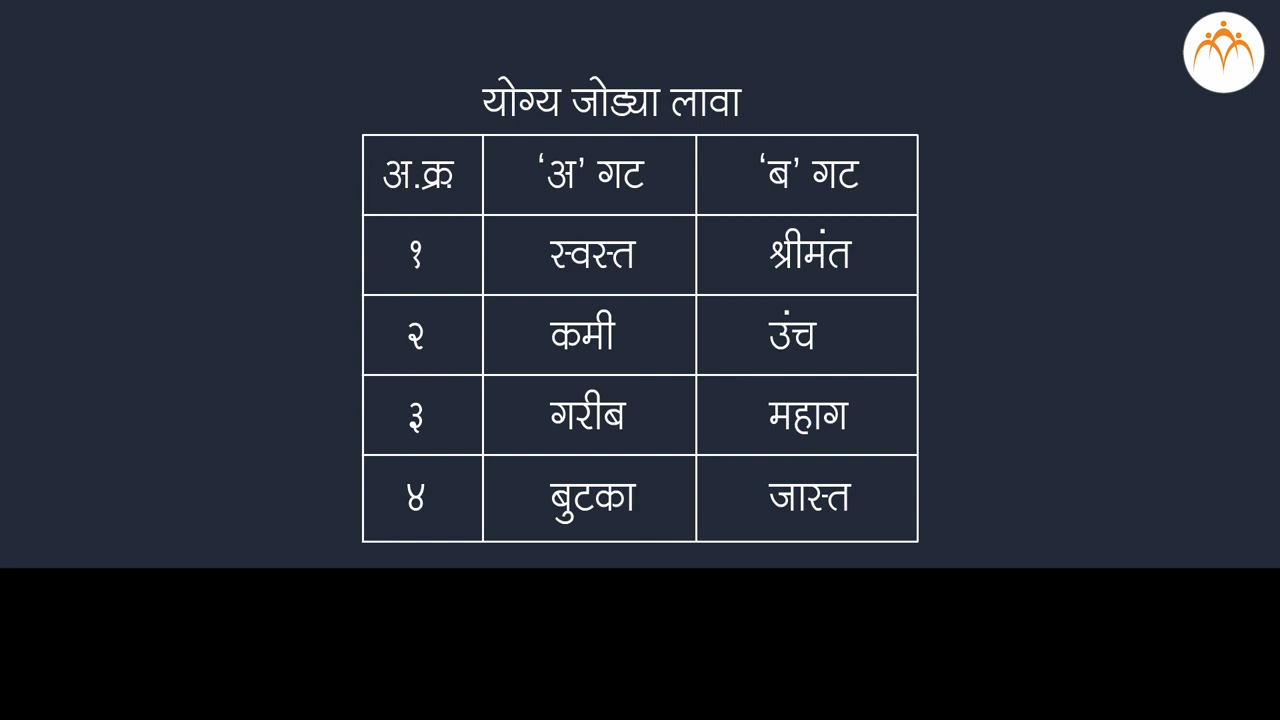 योग्य जोड्या लावा
अ.क्र. ‘अ’ गट ‘ब’ गट
१ स्वस्त श्रीमंत
२ कमी उंच
३ गरीब महाग
४ बुटका जास्त